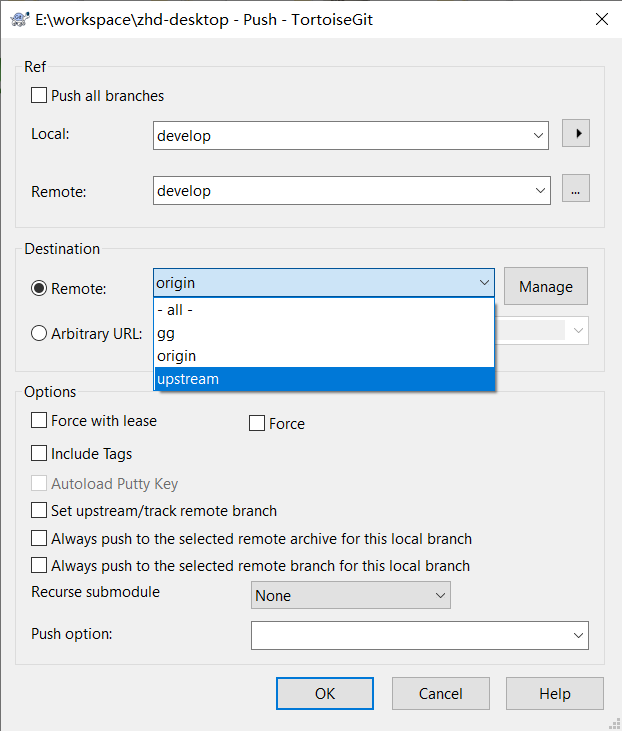 E:\workspace\zhd-desktop - Push - TortoiseGit
Ref
Push all branches
Local:
develop
Remote:
develop
...
Destination
Remote:
origin
Manage
- all -
gg
origin
upstream
Arbitrary URL:
Options
Force with lease
Force
Include Tags
Autoload Putty Key
Set upstream/track remote branch
Always push to the selected remote archive for this local branch
Always push to the selected remote branch for this local branch
Recurse submodule
None
Push option:
OK
Cancel
Help